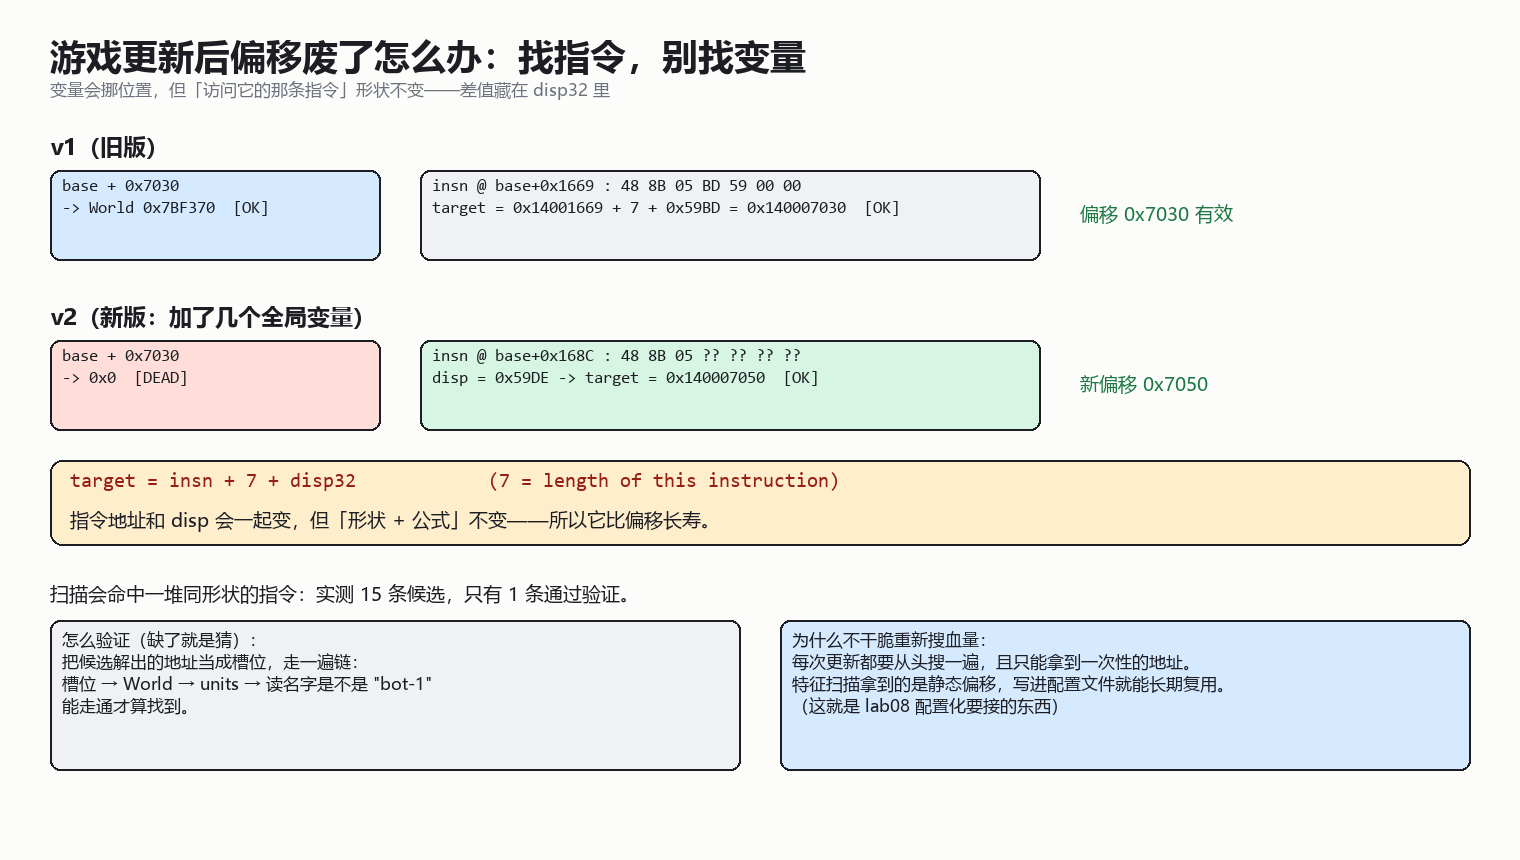 游戏更新后偏移废了怎么办：找指令，别找变量
变量会挪位置，但「访问它的那条指令」形状不变——差值藏在 disp32 里
v1（旧版）
base + 0x7030
-> World 0x7BF370  [OK]
insn @ base+0x1669 : 48 8B 05 BD 59 00 00
target = 0x14001669 + 7 + 0x59BD = 0x140007030  [OK]
偏移 0x7030 有效
v2（新版：加了几个全局变量）
base + 0x7030
-> 0x0  [DEAD]
insn @ base+0x168C : 48 8B 05 ?? ?? ?? ??
disp = 0x59DE -> target = 0x140007050  [OK]
新偏移 0x7050
target = insn + 7 + disp32            (7 = length of this instruction)
指令地址和 disp 会一起变，但「形状 + 公式」不变——所以它比偏移长寿。
扫描会命中一堆同形状的指令：实测 15 条候选，只有 1 条通过验证。
怎么验证（缺了就是猜）：
把候选解出的地址当成槽位，走一遍链：
槽位 → World → units → 读名字是不是 "bot-1"
能走通才算找到。
为什么不干脆重新搜血量：
每次更新都要从头搜一遍，且只能拿到一次性的地址。
特征扫描拿到的是静态偏移，写进配置文件就能长期复用。
（这就是 lab08 配置化要接的东西）